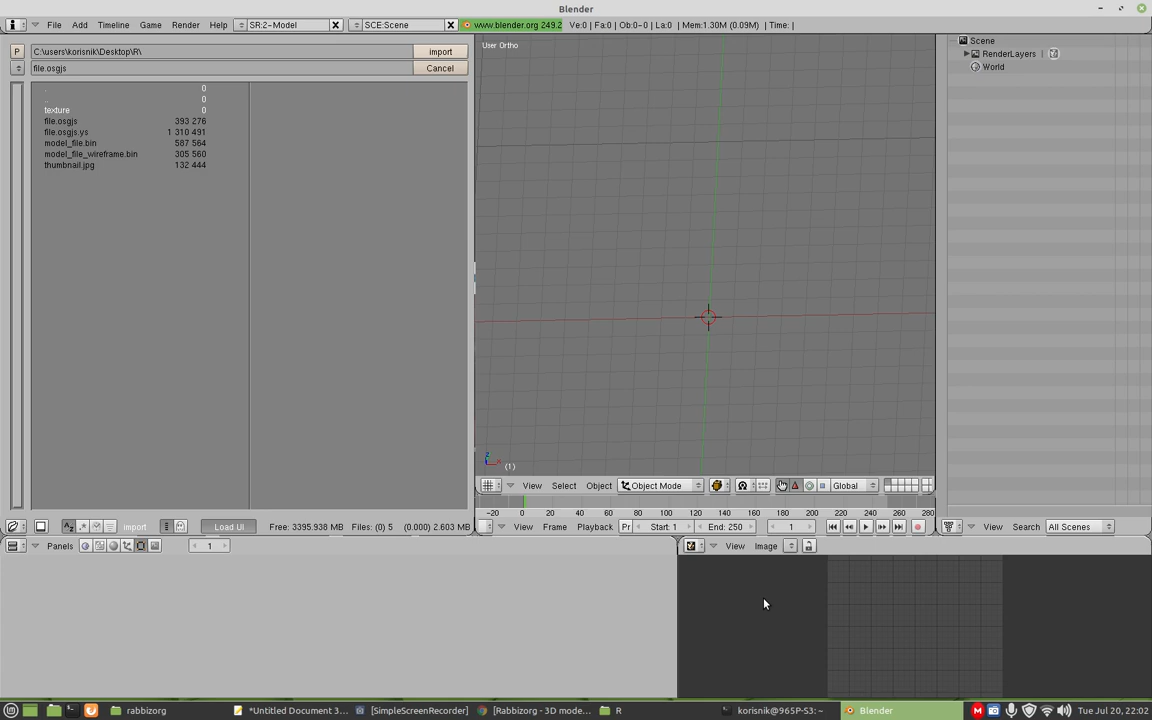 Blender
File Add Timeline Game Render Help SR:2-Model SCE:Scene www.blender.org 249.2 Ve:0 | Fa:0 | Ob:0-0 | La:0 | Mem:1.30M (0.09M) | Time: |
P C:\users\korisnik\Desktop\R\ import
file.osgjs Cancel
. 0
.. 0
texture 0
file.osgjs 393 276
file.osgjs.ys 1 310 491
model_file.bin 587 564
model_file_wireframe.bin 305 560
thumbnail.jpg 132 444
import Load UI Free: 3395.938 MB Files: (0) 5 (0.000) 2.603 MB
User Ortho
(1)
View Select Object Object Mode Global
-20 0 20 40 60 80 100 120 140 160 180 200 220 240 260 280
View Frame Playback Pr Start: 1 End: 250 1
Scene
RenderLayers
World
View Search All Scenes
Panels 1
View Image
rabbizorg *Untitled Document 3... [SimpleScreenRecorder] [Rabbizorg - 3D mode... R korisnik@965P-S3: ~ Blender Tue Jul 20, 22:02